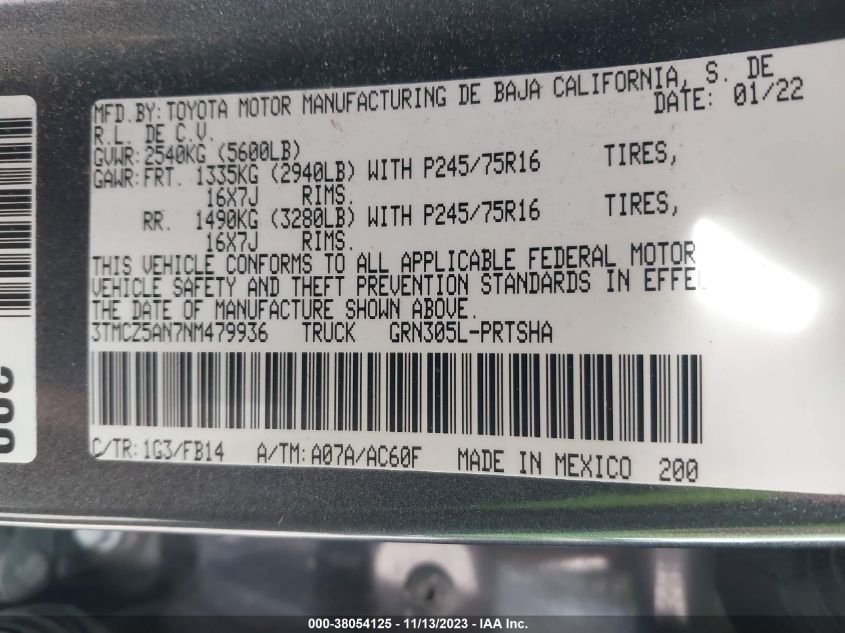 MFD.BY: TOYOTA MOTOR MANUFACTURING DE BAJA CALIFORNIA, S. DE
R.L. DE C.V. DATE: 01/22
GVWR: 2540KG (5600LB)
GAWR: FRT. 1335KG (2940LB) WITH P245/75R16 TIRES,
16X7J RIMS.
RR. 1490KG (3280LB) WITH P245/75R16 TIRES,
16X7J RIMS.
THIS VEHICLE CONFORMS TO ALL APPLICABLE FEDERAL MOTOR
VEHICLE SAFETY AND THEFT PREVENTION STANDARDS IN EFFE
THE DATE OF MANUFACTURE SHOWN ABOVE.
3TMCZ5AN7NM479936 TRUCK GRN305L-PRTSHA
C/TR: 1G3/FB14 A/TM: A07A/AC60F MADE IN MEXICO 200
000-38054125 - 11/13/2023 - IAA Inc.